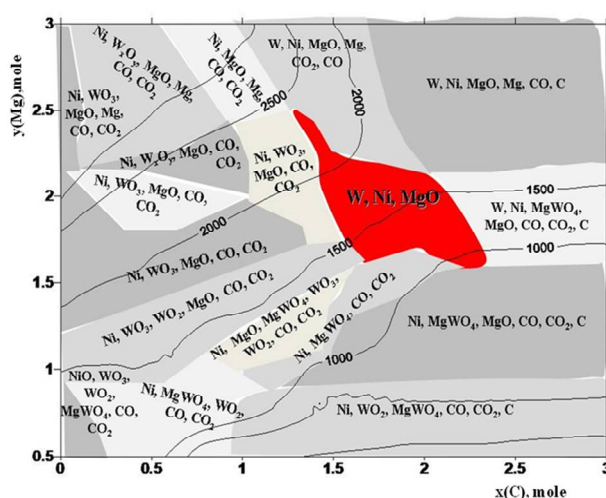 y(Mg),mole
3
2.5
2
1.5
1
0.5
0
0.5
1
1.5
2
2.5
3
x(C), mole
Ni, W₂O₃, MgO, Mg,
CO, CO₂
Ni, MgO, Mg,
CO, CO₂
W, Ni, MgO, Mg,
CO₂, CO
W, Ni, MgO, Mg, CO, C
Ni, WO₃,
MgO, Mg,
CO, CO₂
2500
2000
Ni, W₂O₃, MgO, CO,
CO₂
Ni, WO₃,
MgO, CO,
CO₂
Ni, WO₃, MgO, CO,
CO₂
W, Ni, MgO
1500
W, Ni, MgWO₄,
MgO, CO, CO₂, C
1000
2000
Ni, WO₃, MgO, CO, CO₂
1500
Ni, WO₃, WO₂, MgO, CO, CO₂
Ni, MgO, MgWO₄, WO₃,
WO₂, CO, CO₂
Ni, MgWO₄, CO, CO₂
1000
Ni, MgWO₄, MgO, CO, CO₂, C
NiO, WO₃,
WO₂,
MgWO₄, CO,
CO₂
Ni, MgWO₄, WO₂,
CO, CO₂
Ni, WO₂, MgWO₄, CO, CO₂, C